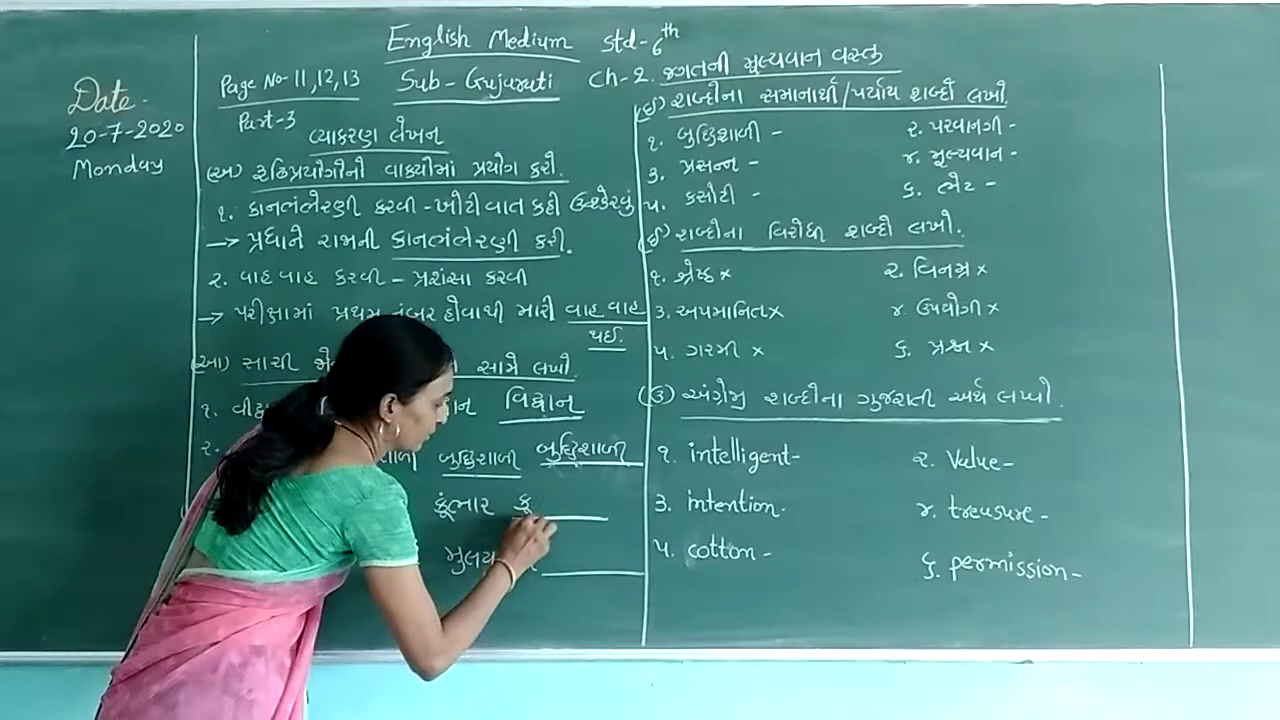 English Medium Std-6th
Date-
20-7-2020
Monday
Page No-11,12,13
Sub - Gujarati
Ch-2. જગતની મૂલ્યવાન વસ્તુ
Part-3
વ્યાકરણ લેખન
(અ) રૂઢિપ્રયોગોનો વાક્યોમાં પ્રયોગ કરો.
૧. કાનભંભેરણી કરવી - ખોટી વાત કહી ઉશ્કેરવું
→ પ્રધાને રાજાની કાનભંભેરણી કરી.
૨. વાહ વાહ કરવી - પ્રશંસા કરવી
→ પરીક્ષામાં પ્રથમ નંબર હોવાથી મારી વાહ વાહ
થઈ.
(આ) સાચી સામે લખો.
૧. વિદ્વાન
૨. બુધ્ધિશાળી બુધ્ધિશાળી
કૂંભાર કૂ
(ઇ) શબ્દોના સમાનાર્થી/પર્યાય શબ્દો લખો.
૧. બુધ્ધિશાળી - ૨. પરવાનગી -
૩. પ્રસન્ન - ૪. મૂલ્યવાન -
૫. કસોટી - ૬. ભેટ -
(ઈ) શબ્દોના વિરોધી શબ્દો લખો.
૧. શ્રેષ્ઠ x ૨. વિનમ્ર x
૩. અપમાનિત x ૪. ઉપયોગી x
૫. ગરમી x ૬. પ્રશ્ન x
(ઉ) અંગ્રેજી શબ્દોના ગુજરાતી અર્થ લખો.
૧. intelligent- ૨. Value-
૩. intention- ૪. treasure-
૫. cotton - ૬. permission-